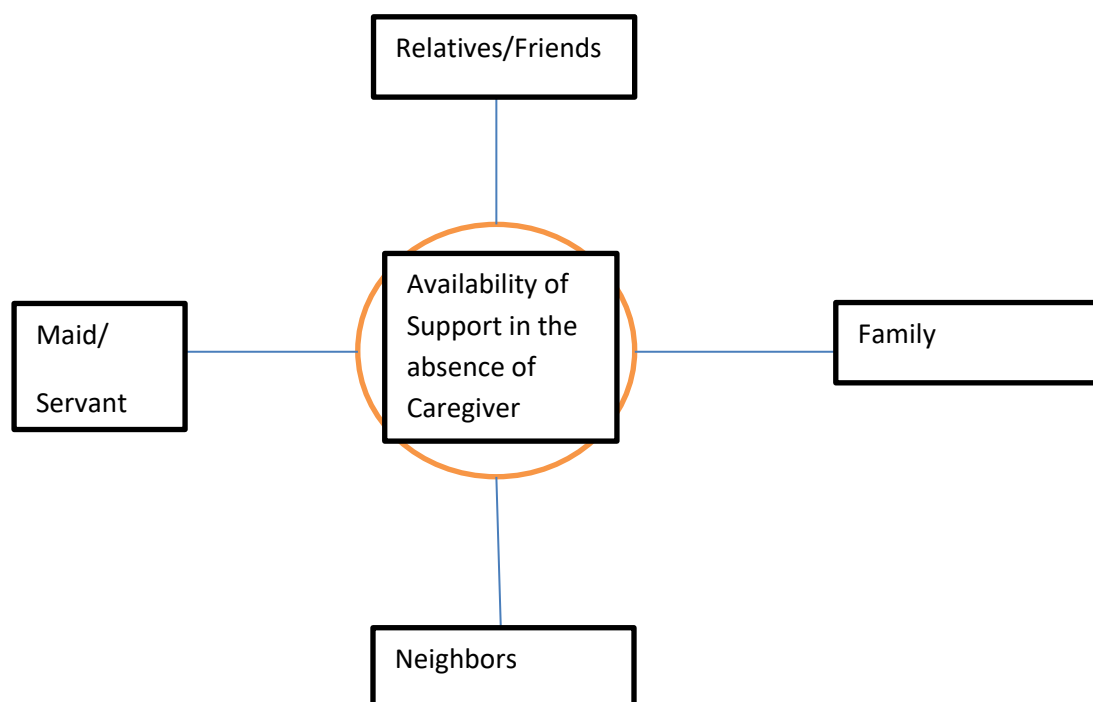 Relatives/Friends
Availability of
Support in the
absence of
Caregiver
Maid/
Servant
Family
Neighbors